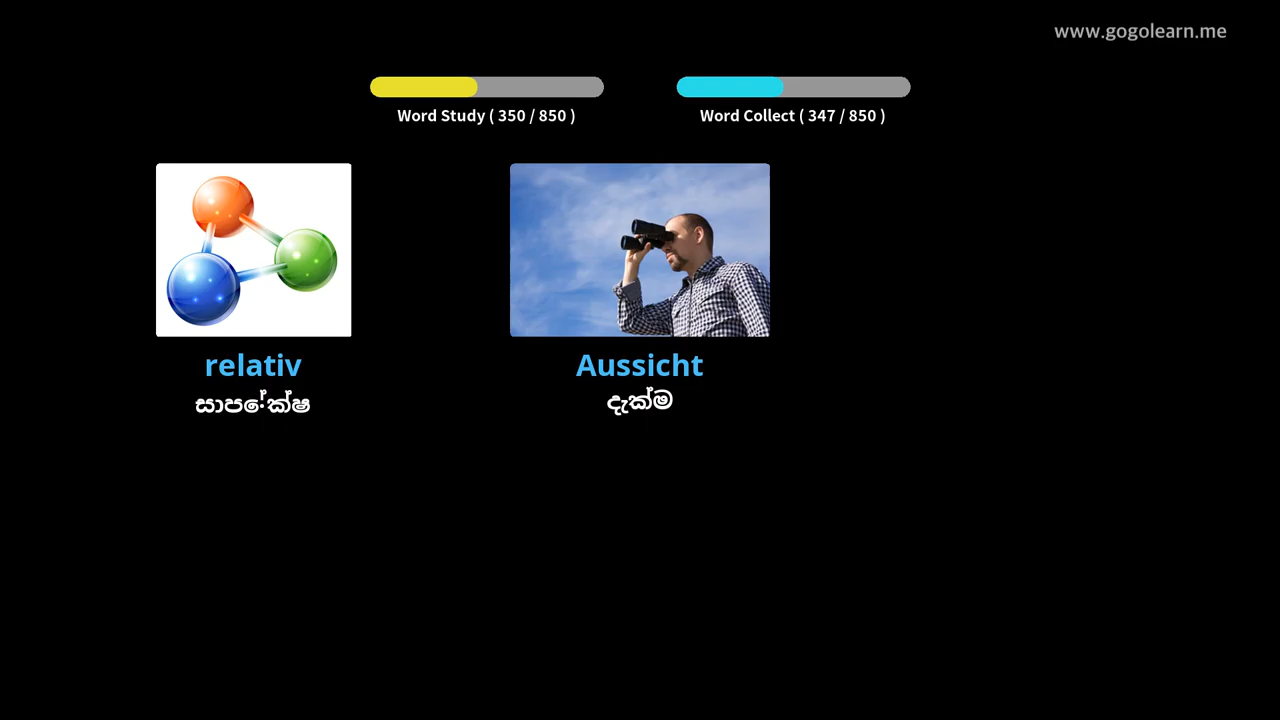 www.gogolearn.me
Word Study ( 350 / 850 )
Word Collect ( 347 / 850 )
relativ
සාපේක්ෂ
Aussicht
දැක්ම